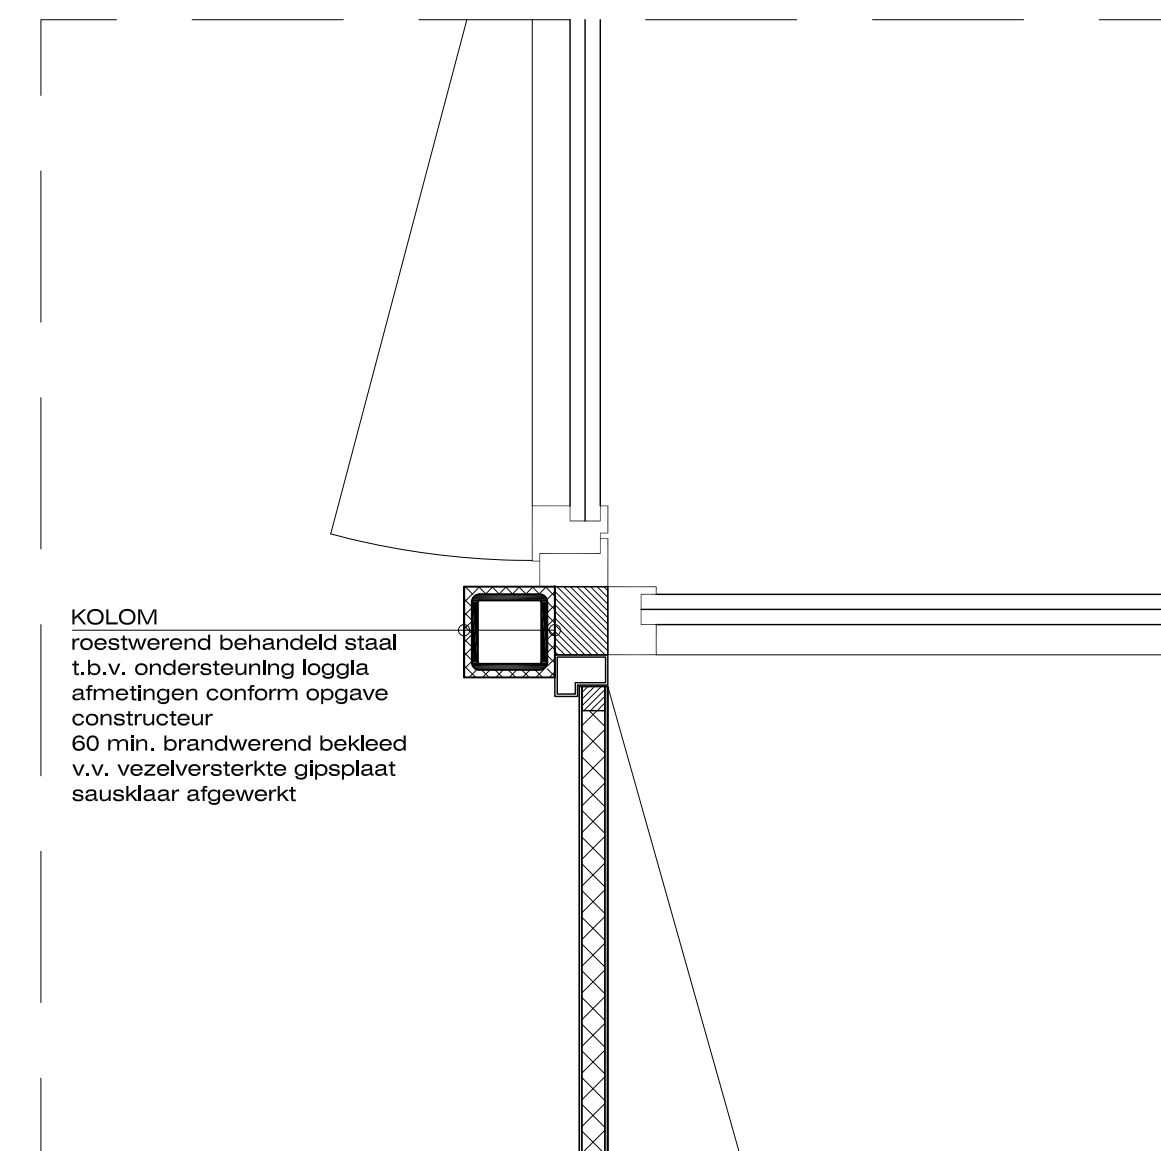 KOLOM
roestwerend behandeld staal
t.b.v. ondersteuning loggia
afmetingen conform opgave
constructeur
60 min. brandwerend bekleed
v.v. vezelversterkte gipsplaat
sausklaar afgewerkt